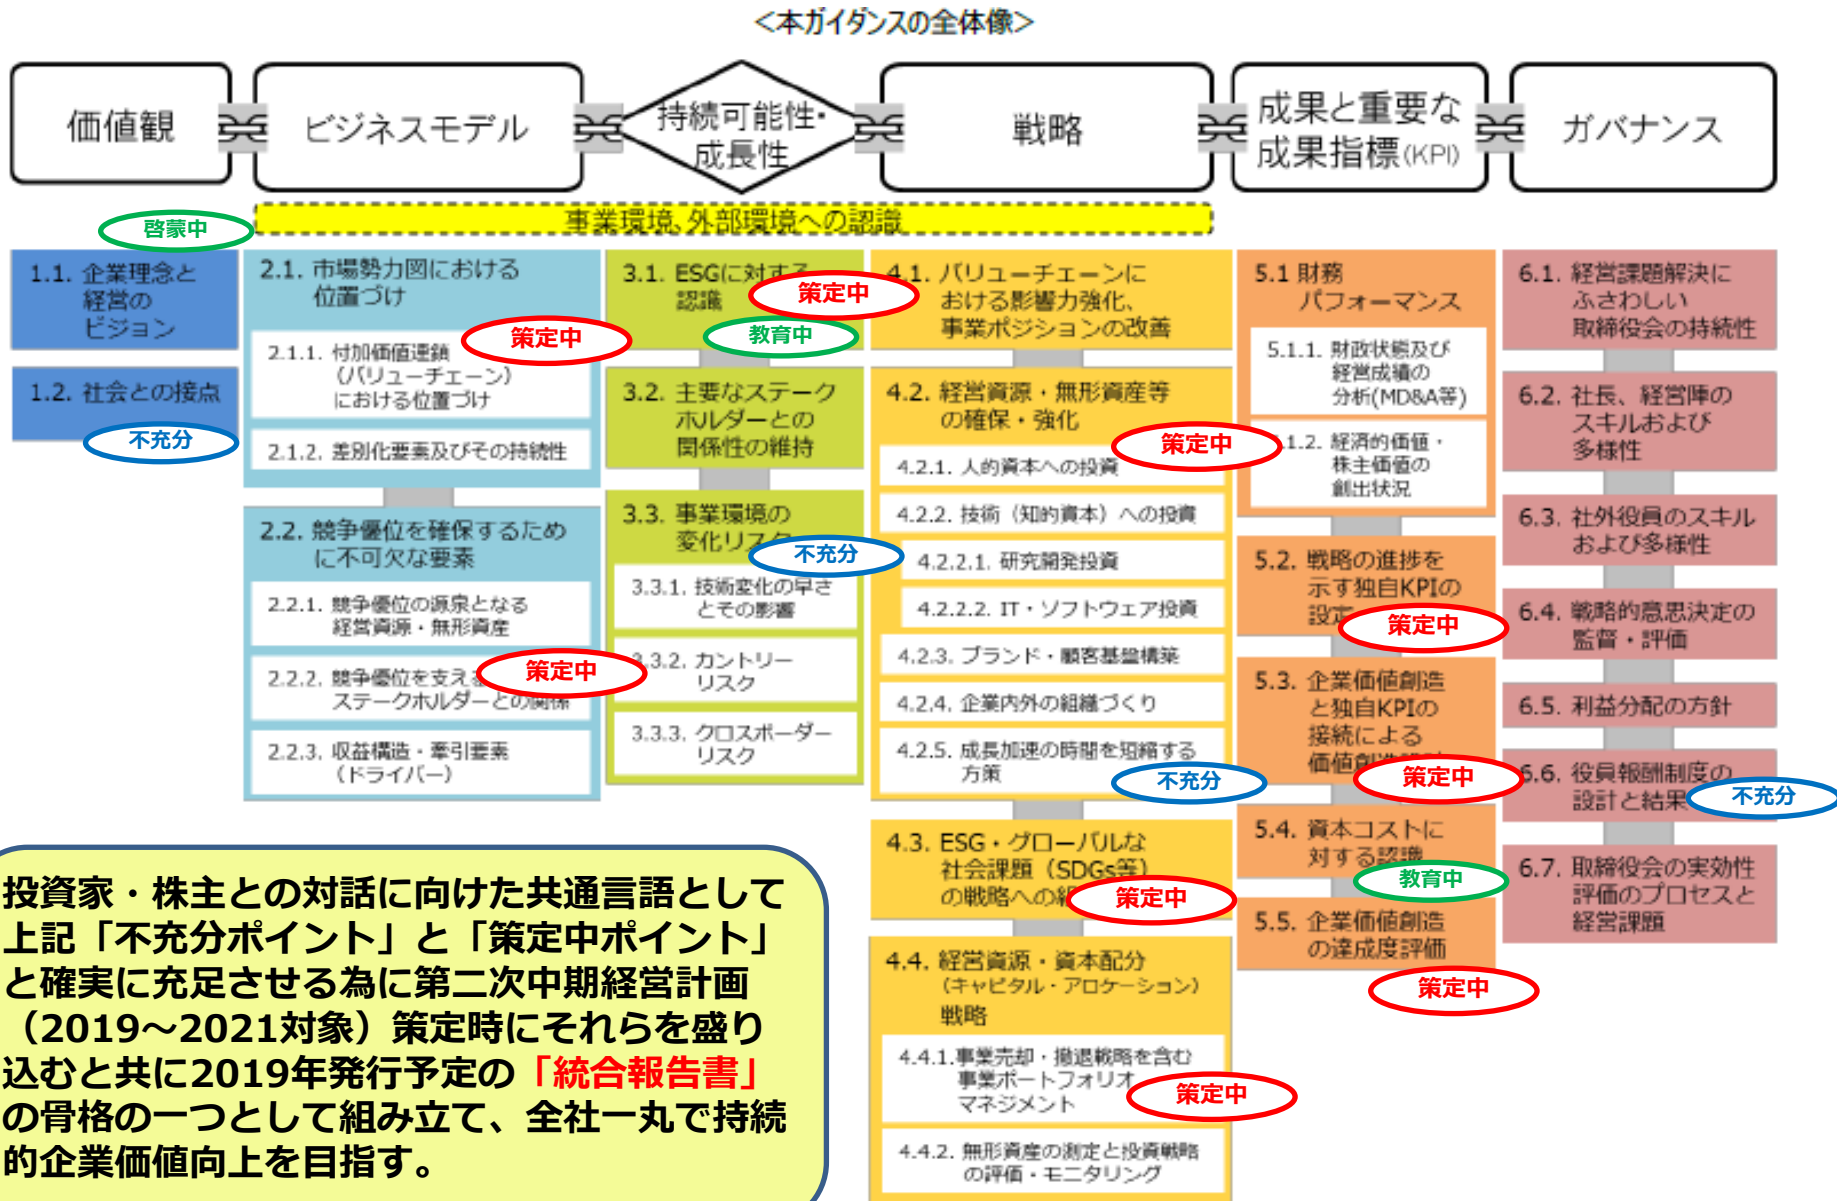 <本ガイダンスの全体像>
価値観
ビジネスモデル
持続可能性・
成長性
戦略
成果と重要な
成果指標(KPI)
ガバナンス
事業環境、外部環境への認識
啓蒙中
1.1. 企業理念と
経営の
ビジョン
1.2. 社会との接点
不充分
2.1. 市場勢力図における
位置づけ
策定中
2.1.1. 付加価値連鎖
(バリューチェーン)
における位置づけ
2.1.2. 差別化要素及びその持続性
2.2. 競争優位を確保するため
に不可欠な要素
2.2.1. 競争優位の源泉となる
経営資源・無形資産
2.2.2. 競争優位を支える
ステークホルダーとの関係
策定中
2.2.3. 収益構造・牽引要素
(ドライバー)
3.1. ESGに対する
認識
策定中
教育中
3.2. 主要なステーク
ホルダーとの
関係性の維持
3.3. 事業環境の
変化リスク
不充分
3.3.1. 技術変化の早さ
とその影響
3.3.2. カントリー
リスク
3.3.3. クロスボーダー
リスク
4.1. バリューチェーンに
おける影響力強化、
事業ポジションの改善
4.2. 経営資源・無形資産等
の確保・強化
策定中
4.2.1. 人的資本への投資
4.2.2. 技術（知的資本）への投資
4.2.2.1. 研究開発投資
4.2.2.2. IT・ソフトウェア投資
4.2.3. ブランド・顧客基盤構築
4.2.4. 企業内外の組織づくり
4.2.5. 成長加速の時間を短縮する
方策
不充分
4.3. ESG・グローバルな
社会課題（SDGs等）
の戦略への組
策定中
4.4. 経営資源・資本配分
(キャピタル・アロケーション)
戦略
4.4.1.事業売却・撤退戦略を含む
事業ポートフォリオ
マネジメント
策定中
4.4.2. 無形資産の測定と投資戦略
の評価・モニタリング
5.1 財務
パフォーマンス
5.1.1. 財政状態及び
経営成績の
分析(MD&A等)
5.1.2. 経済的価値・
株主価値の
創出状況
5.2. 戦略の進捗を
示す独自KPIの
設定
策定中
5.3. 企業価値創造
と独自KPIの
接続による
価値創造
策定中
5.4. 資本コストに
対する認識
教育中
5.5. 企業価値創造
の達成度評価
策定中
6.1. 経営課題解決に
ふさわしい
取締役会の持続性
6.2. 社長、経営陣の
スキルおよび
多様性
6.3. 社外役員のスキル
および多様性
6.4. 戦略的意思決定の
監督・評価
6.5. 利益分配の方針
6.6. 役員報酬制度の
設計と結果
不充分
6.7. 取締役会の実効性
評価のプロセスと
経営課題
投資家・株主との対話に向けた共通言語として
上記「不充分ポイント」と「策定中ポイント」
と確実に充足させる為に第二次中期経営計画
（2019～2021対象）策定時にそれらを盛り
込むと共に2019年発行予定の「統合報告書」
の骨格の一つとして組み立て、全社一丸で持続
的企業価値向上を目指す。